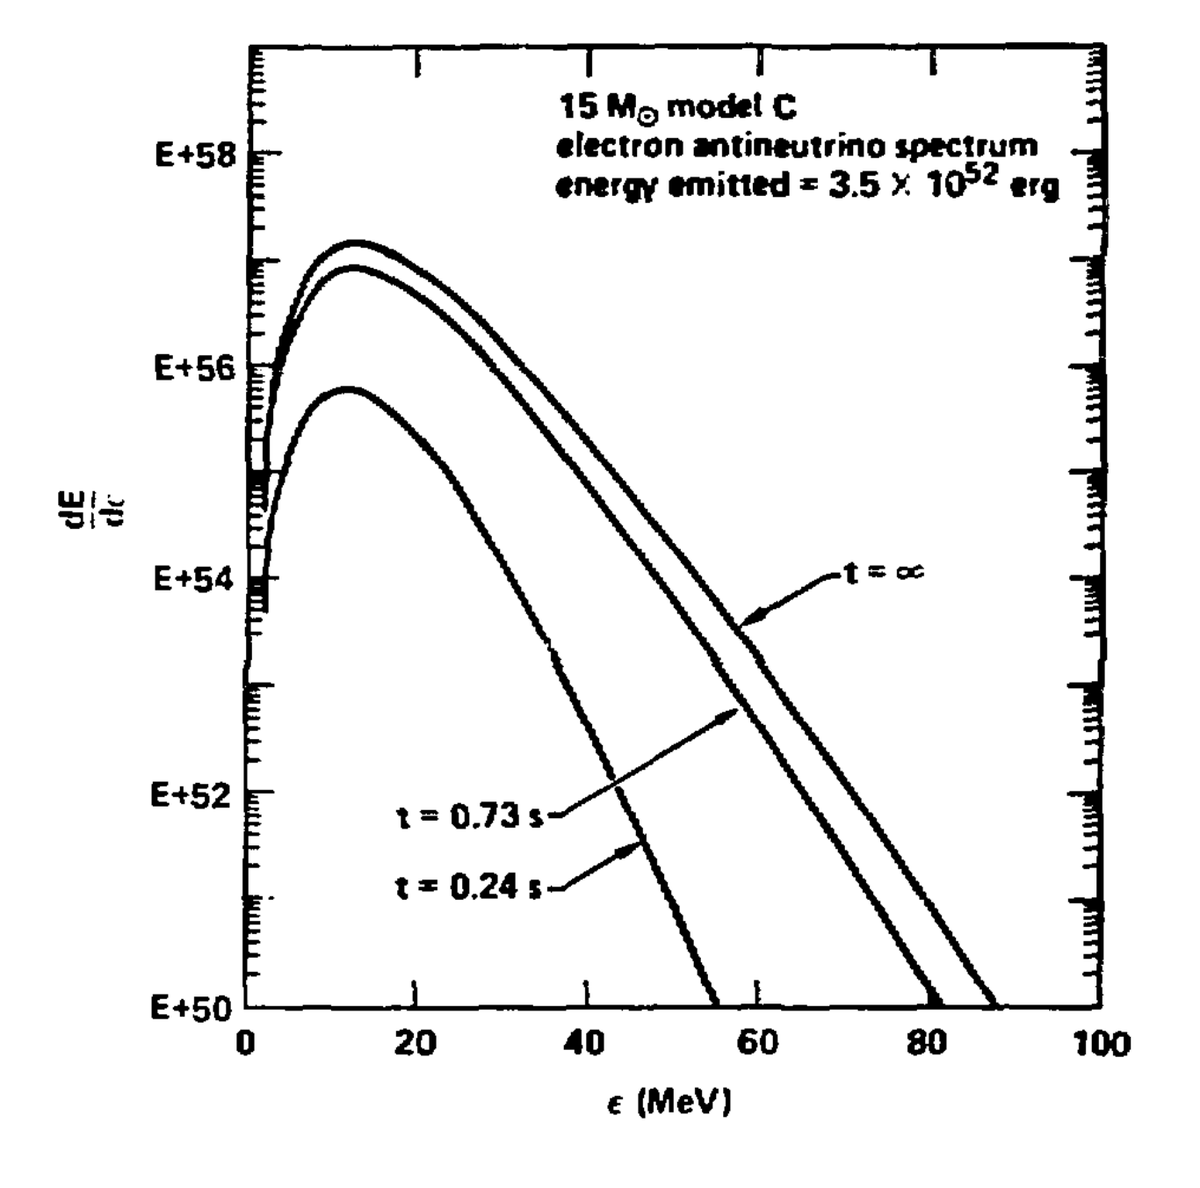 15 M☉ model C
electron antineutrino spectrum
energy emitted = 3.5 × 10⁵² erg
E+58
E+56
E+54
E+52
E+50
dE
dε
t = ∞
t = 0.73 s
t = 0.24 s
0 20 40 60 80 100
ε (MeV)